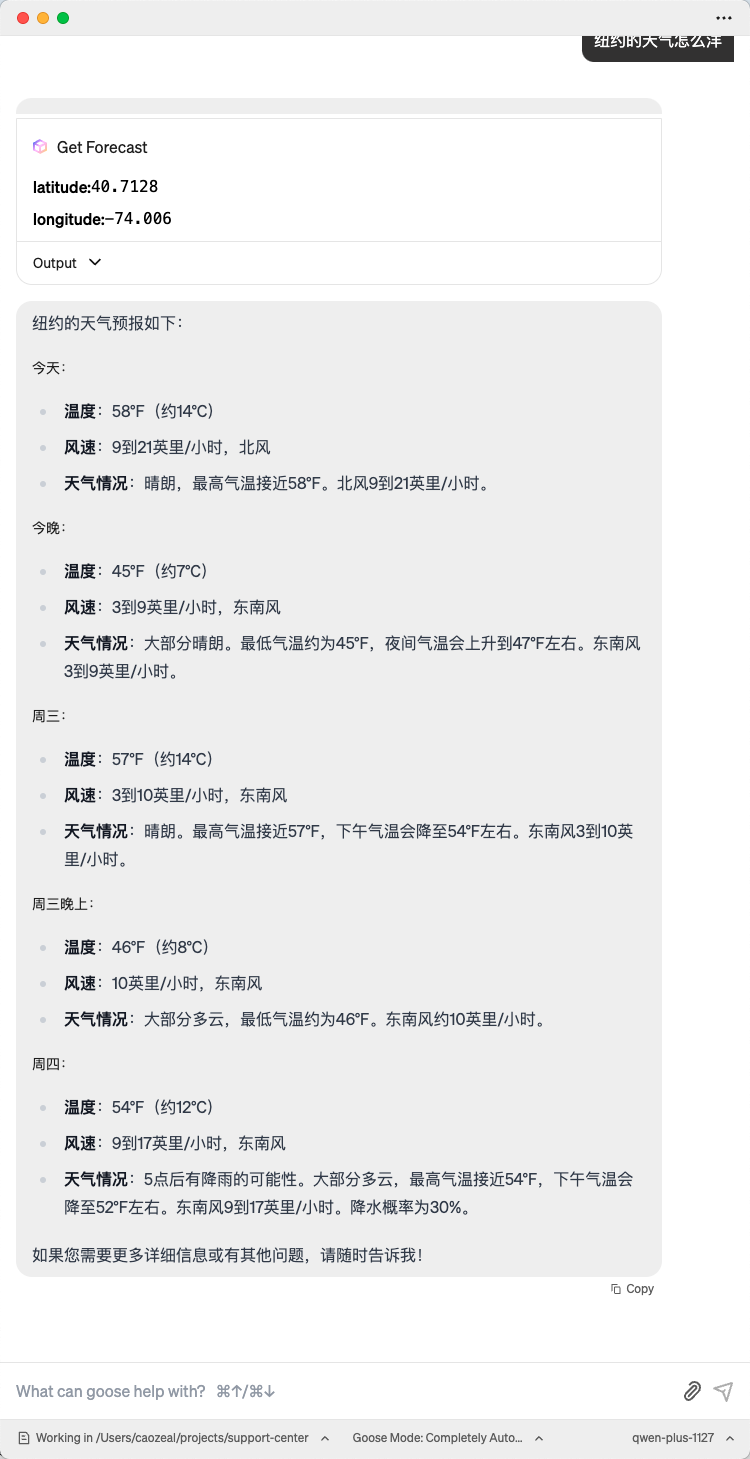 纽约的天气怎么样
Get Forecast
latitude:40.7128
longitude:-74.006
Output
纽约的天气预报如下：
今天：
温度：58°F（约14°C）
风速：9到21英里/小时，北风
天气情况：晴朗，最高气温接近58°F。北风9到21英里/小时。
今晚：
温度：45°F（约7°C）
风速：3到9英里/小时，东南风
天气情况：大部分晴朗。最低气温约为45°F，夜间气温会上升到47°F左右。东南风
3到9英里/小时。
周三：
温度：57°F（约14°C）
风速：3到10英里/小时，东南风
天气情况：晴朗。最高气温接近57°F，下午气温会降至54°F左右。东南风3到10英
里/小时。
周三晚上：
温度：46°F（约8°C）
风速：10英里/小时，东南风
天气情况：大部分多云，最低气温约为46°F。东南风约10英里/小时。
周四：
温度：54°F（约12°C）
风速：9到17英里/小时，东南风
天气情况：5点后有降雨的可能性。大部分多云，最高气温接近54°F，下午气温会
降至52°F左右。东南风9到17英里/小时。降水概率为30%。
如果您需要更多详细信息或有其他问题，请随时告诉我！
Copy
What can goose help with? ⌘↑/⌘↓
Working in /Users/caozeal/projects/support-center
Goose Mode: Completely Auto...
qwen-plus-1127